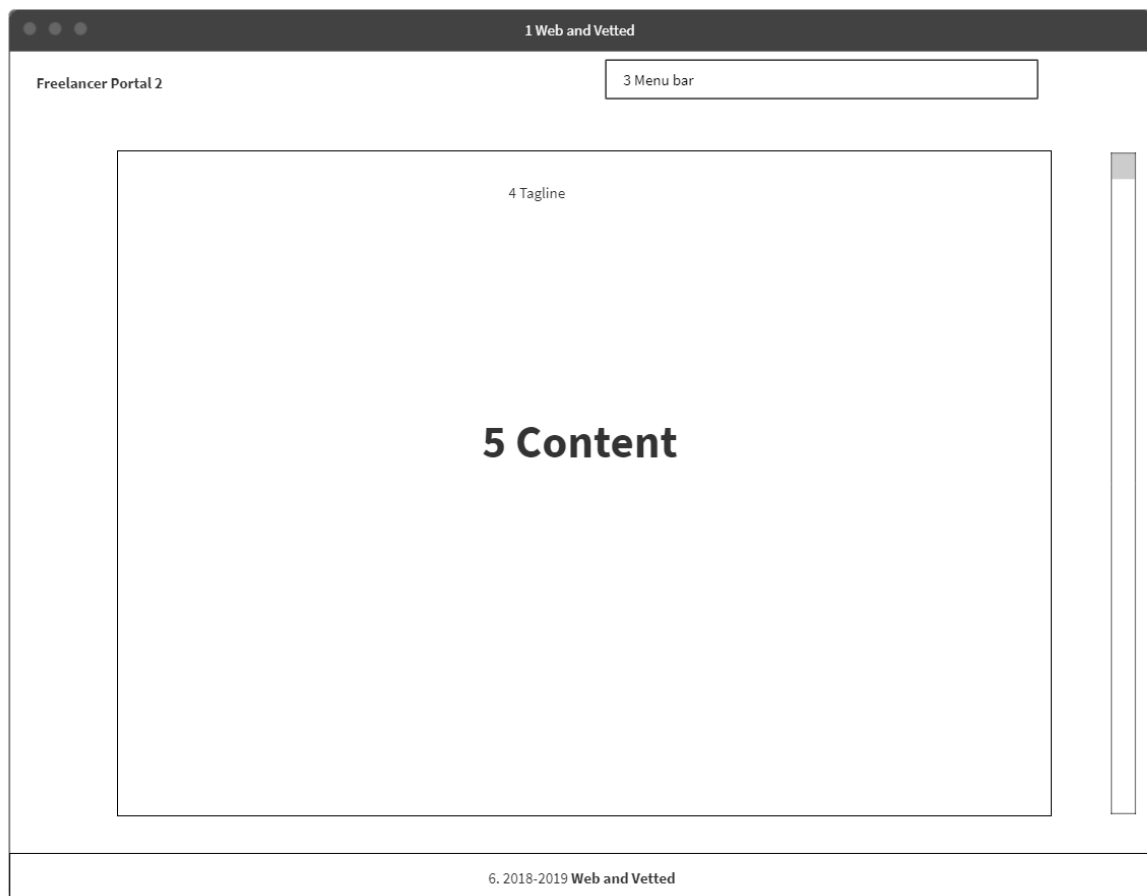 1 Web and Vetted
Freelancer Portal 2
3 Menu bar
4 Tagline
5 Content
6. 2018-2019 Web and Vetted